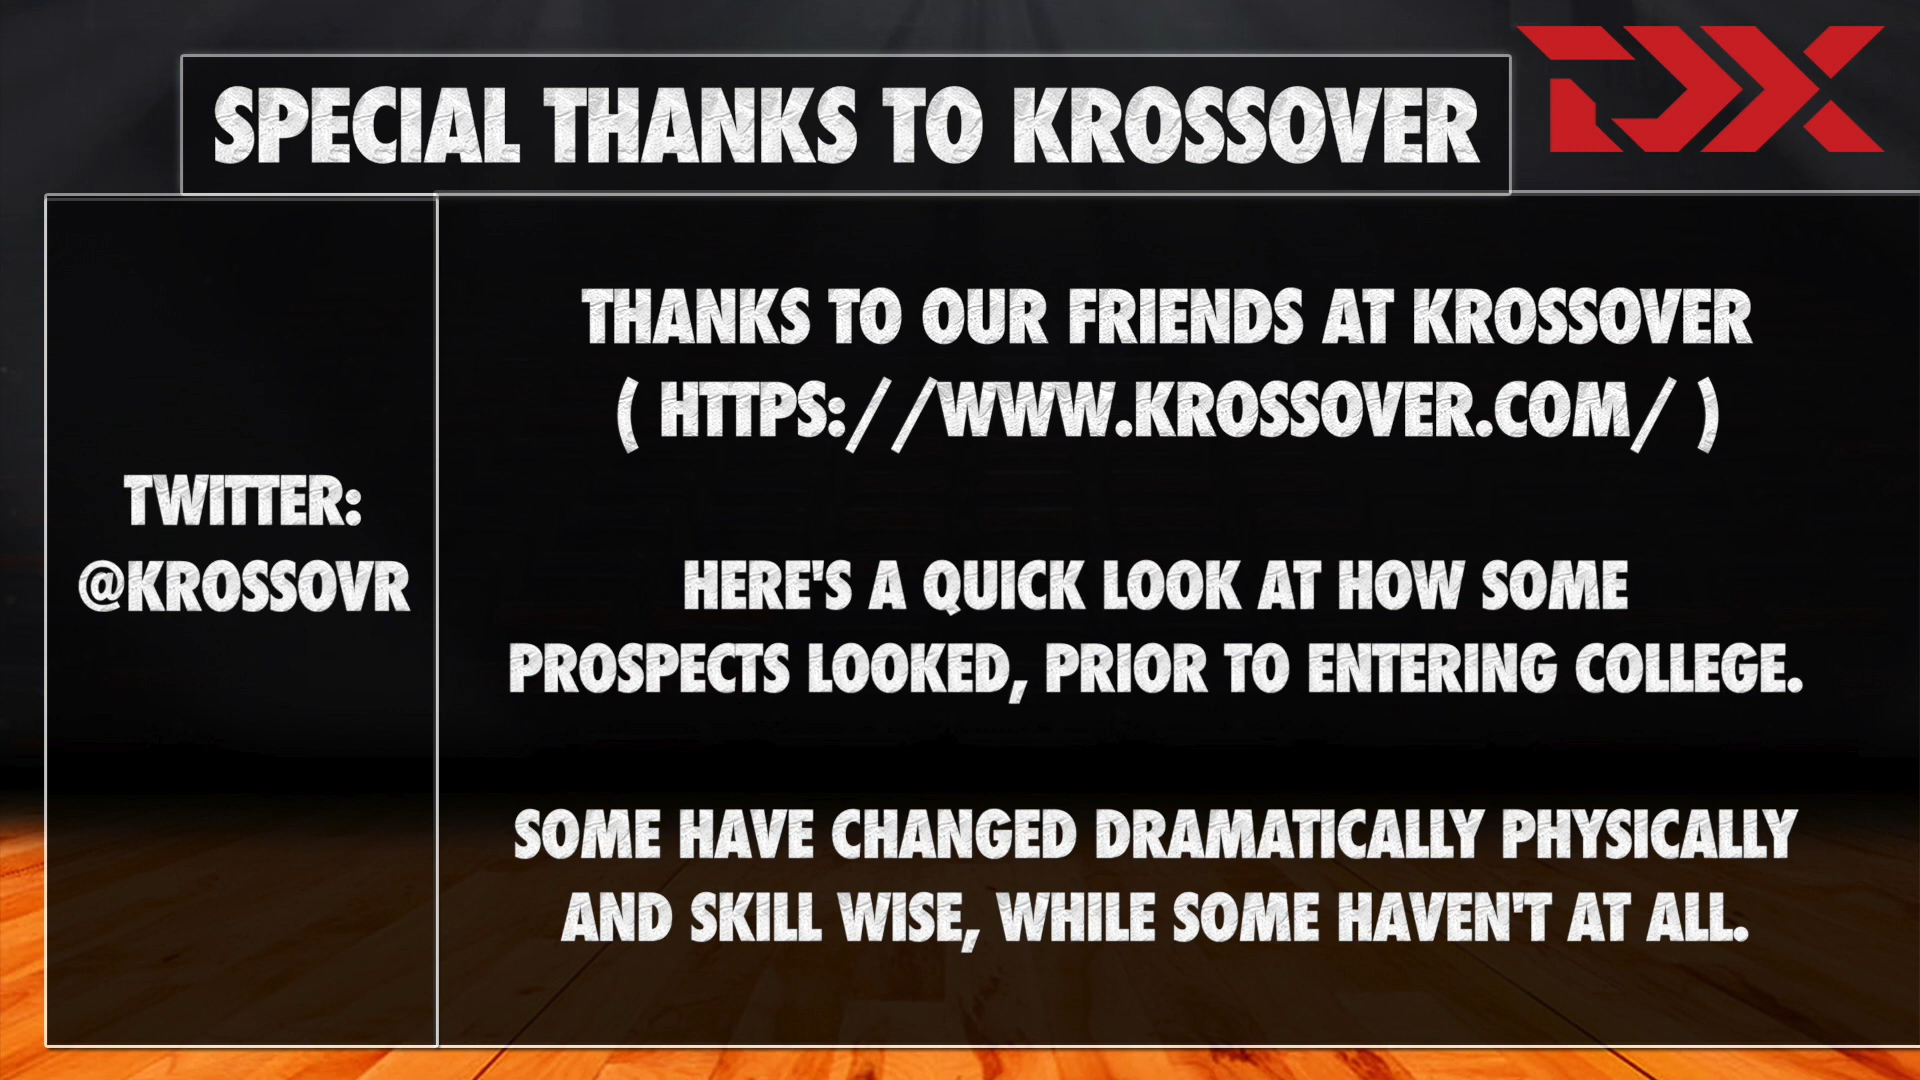 SPECIAL THANKS TO KROSSOVER
DX
TWITTER:
@KROSSOVR
THANKS TO OUR FRIENDS AT KROSSOVER
( HTTPS://WWW.KROSSOVER.COM/ )
HERE'S A QUICK LOOK AT HOW SOME
PROSPECTS LOOKED, PRIOR TO ENTERING COLLEGE.
SOME HAVE CHANGED DRAMATICALLY PHYSICALLY
AND SKILL WISE, WHILE SOME HAVEN'T AT ALL.